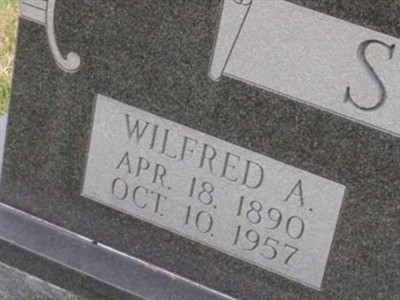 S
WILFRED A.
APR. 18, 1890
OCT. 10, 1957